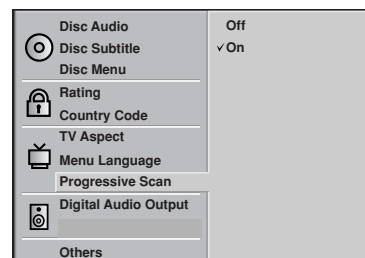 Disc Audio
Disc Subtitle
Disc Menu
Rating
Country Code
TV Aspect
Menu Language
Progressive Scan
Digital Audio Output
Others
Off
✓On